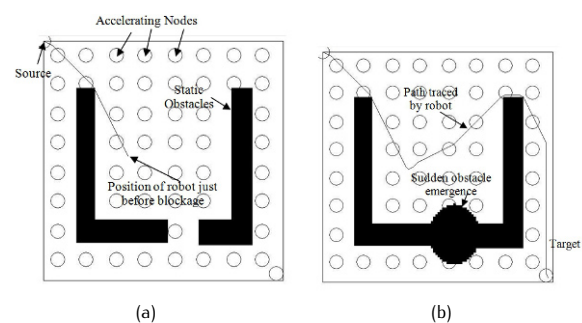 Accelerating Nodes
Source
Static
Obstacles
Position of robot just
before blockage
(a)
Path traced
by robot
Sudden obstacle
emergence
Target
(b)